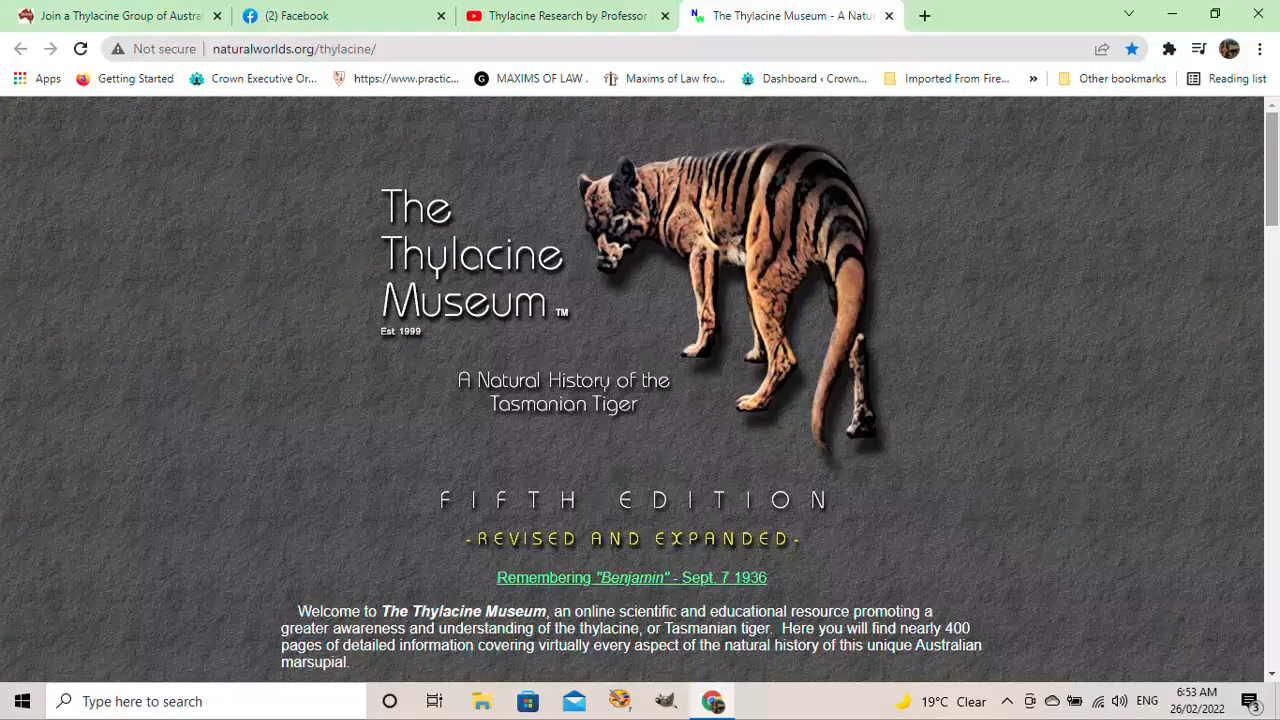 Join a Thylacine Group of Austra
(2) Facebook
Thylacine Research by Professor
The Thylacine Museum - A Natu
Not secure
naturalworlds.org/thylacine/
Apps
Getting Started
Crown Executive Or...
https://www.practic...
MAXIMS OF LAW .
Maxims of Law fro...
Dashboard ‹ Crown...
Imported From Fire...
»
Other bookmarks
Reading list
The
Thylacine
Museum TM
Est 1999
A Natural History of the
Tasmanian Tiger
FIFTH EDITION
-REVISED AND EXPANDED-
Remembering "Benjamin" - Sept. 7 1936
Welcome to The Thylacine Museum, an online scientific and educational resource promoting a
greater awareness and understanding of the thylacine, or Tasmanian tiger. Here you will find nearly 400
pages of detailed information covering virtually every aspect of the natural history of this unique Australian
marsupial.
Type here to search
19°C Clear
ENG
6:53 AM
26/02/2022
3